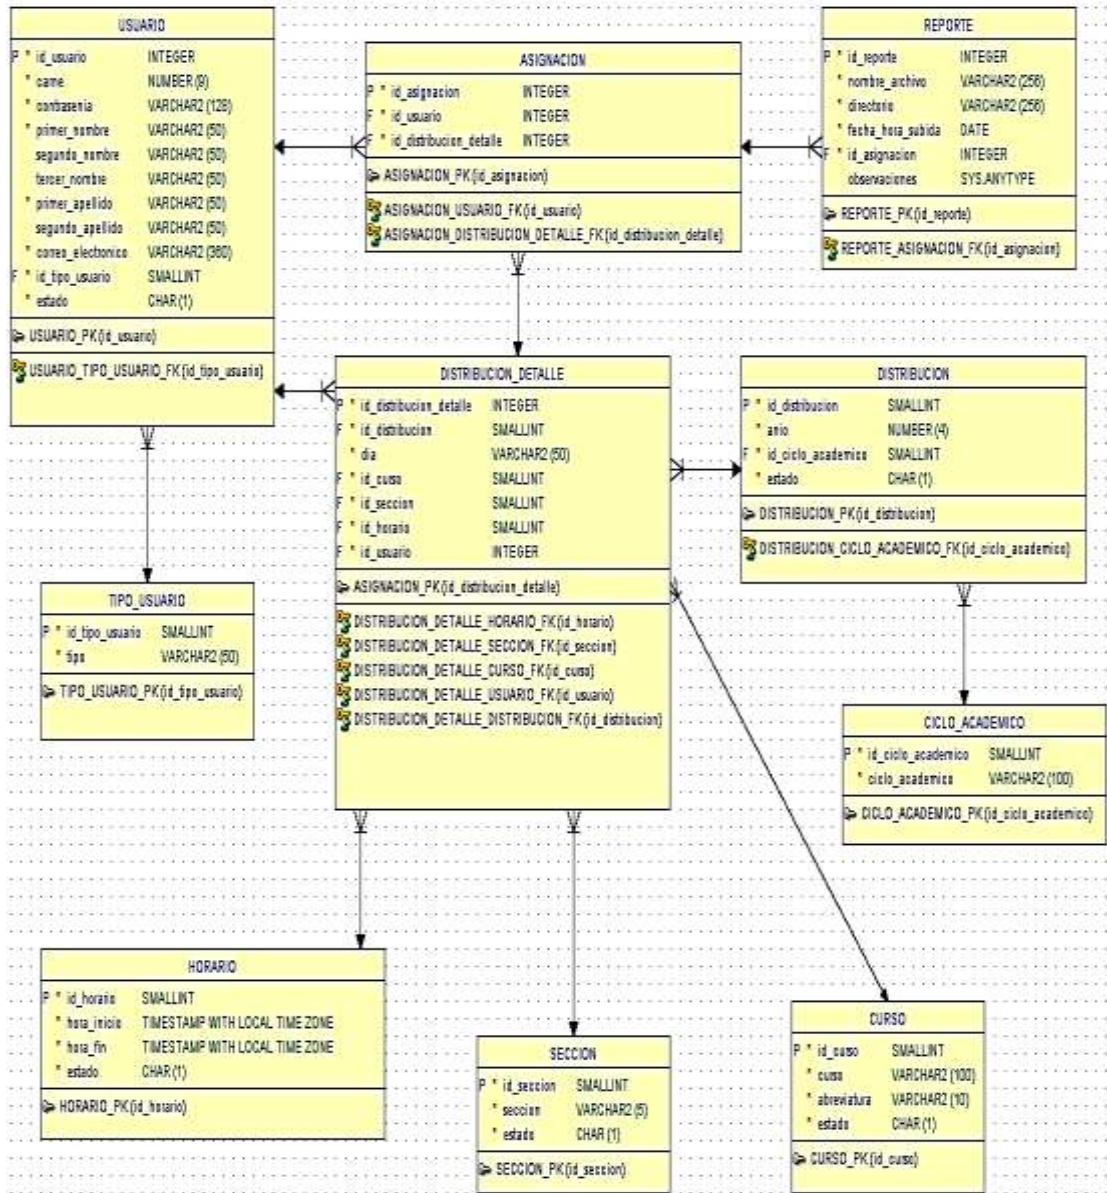 USUARIO
P * id_usuario INTEGER
* carne NUMBER (9)
* contrasenia VARCHAR2 (128)
* primer_nombre VARCHAR2 (50)
segundo_nombre VARCHAR2 (50)
tercer_nombre VARCHAR2 (50)
* primer_apellido VARCHAR2 (50)
segundo_apellido VARCHAR2 (50)
* correo_electronico VARCHAR2 (360)
F * id_tipo_usuario SMALLINT
* estado CHAR (1)
USUARIO_PK (id_usuario)
USUARIO_TIPO_USUARIO_FK (id_tipo_usuario)
ASIGNACION
P * id_asignacion INTEGER
F * id_usuario INTEGER
F * id_distribucion_detalle INTEGER
ASIGNACION_PK (id_asignacion)
ASIGNACION_USUARIO_FK (id_usuario)
ASIGNACION_DISTRIBUCION_DETALLE_FK (id_distribucion_detalle)
REPORTE
P * id_reporte INTEGER
* nombre_archivo VARCHAR2 (256)
* directorio VARCHAR2 (256)
* fecha_hora_subida DATE
F * id_asignacion INTEGER
observaciones SYS.ANYTYPE
REPORTE_PK (id_reporte)
REPORTE_ASIGNACION_FK (id_asignacion)
DISTRIBUCION_DETALLE
P * id_distribucion_detalle INTEGER
F * id_distribucion SMALLINT
* dia VARCHAR2 (50)
F * id_curso SMALLINT
F * id_seccion SMALLINT
F * id_horario SMALLINT
F * id_usuario INTEGER
ASIGNACION_PK (id_distribucion_detalle)
DISTRIBUCION_DETALLE_HORARIO_FK (id_horario)
DISTRIBUCION_DETALLE_SECCION_FK (id_seccion)
DISTRIBUCION_DETALLE_CURSO_FK (id_curso)
DISTRIBUCION_DETALLE_USUARIO_FK (id_usuario)
DISTRIBUCION_DETALLE_DISTRIBUCION_FK (id_distribucion)
DISTRIBUCION
P * id_distribucion SMALLINT
* anio NUMBER (4)
F * id_ciclo_academico SMALLINT
* estado CHAR (1)
DISTRIBUCION_PK (id_distribucion)
DISTRIBUCION_CICLO_ACADEMICO_FK (id_ciclo_academico)
TIPO_USUARIO
P * id_tipo_usuario SMALLINT
* tipo VARCHAR2 (50)
TIPO_USUARIO_PK (id_tipo_usuario)
CICLO_ACADEMICO
P * id_ciclo_academico SMALLINT
* ciclo_academico VARCHAR2 (100)
CICLO_ACADEMICO_PK (id_ciclo_academico)
HORARIO
P * id_horario SMALLINT
* hora_inicio TIMESTAMP WITH LOCAL TIME ZONE
* hora_fin TIMESTAMP WITH LOCAL TIME ZONE
* estado CHAR (1)
HORARIO_PK (id_horario)
SECCION
P * id_seccion SMALLINT
* seccion VARCHAR2 (5)
* estado CHAR (1)
SECCION_PK (id_seccion)
CURSO
P * id_curso SMALLINT
* curso VARCHAR2 (100)
* abreviatura VARCHAR2 (10)
* estado CHAR (1)
CURSO_PK (id_curso)